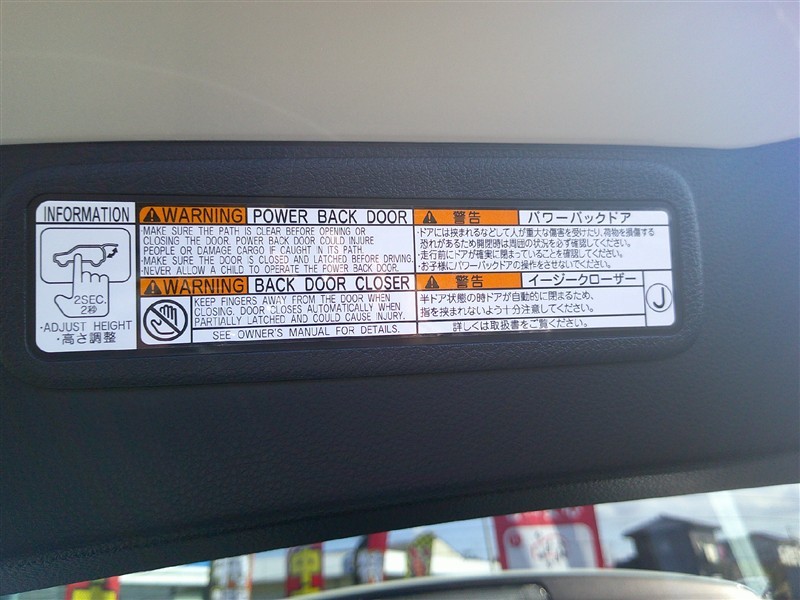 INFORMATION
2SEC.
2秒
・ADJUST HEIGHT
・高さ調整
WARNING POWER BACK DOOR
・MAKE SURE THE PATH IS CLEAR BEFORE OPENING OR
CLOSING THE DOOR. POWER BACK DOOR COULD INJURE
PEOPLE OR DAMAGE CARGO IF CAUGHT IN ITS PATH.
・MAKE SURE THE DOOR IS CLOSED AND LATCHED BEFORE DRIVING.
・NEVER ALLOW A CHILD TO OPERATE THE POWER BACK DOOR.
WARNING BACK DOOR CLOSER
KEEP FINGERS AWAY FROM THE DOOR WHEN
CLOSING. DOOR CLOSES AUTOMATICALLY WHEN
PARTIALLY LATCHED AND COULD CAUSE INJURY.
SEE OWNER'S MANUAL FOR DETAILS.
警告 パワーバックドア
・ドアには挟まれるなどして人が重大な傷害を受けたり、荷物を損傷する
恐れがあるため開閉時は周囲の状況を必ず確認してください。
・走行前にドアが確実に閉まっていることを確認してください。
・お子様にパワーバックドアの操作をさせないでください。
警告 イージークローザー
半ドア状態の時ドアが自動的に閉まるため、
指を挟まれないよう十分注意してください。
詳しくは取扱書をご覧ください。
J